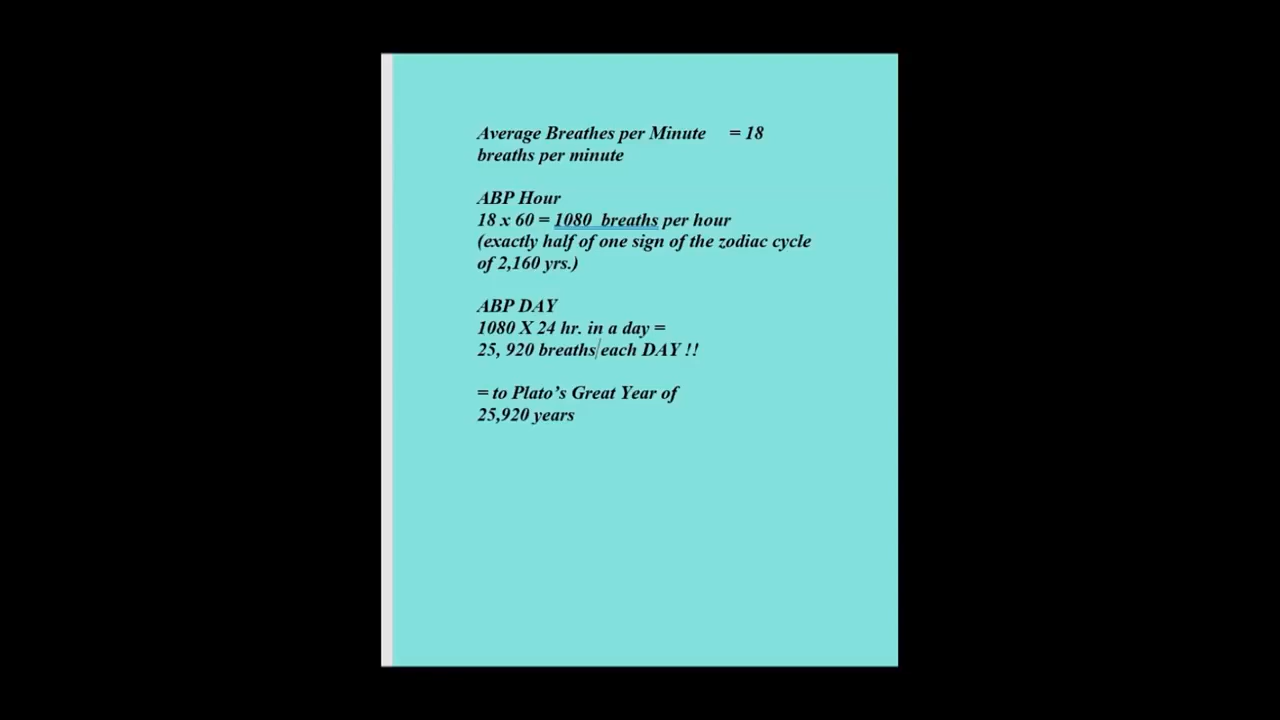 Average Breathes per Minute = 18
breaths per minute
ABP Hour
18 x 60 = 1080 breaths per hour
(exactly half of one sign of the zodiac cycle
of 2,160 yrs.)
ABP DAY
1080 X 24 hr. in a day =
25, 920 breaths each DAY !!
= to Plato’s Great Year of
25,920 years